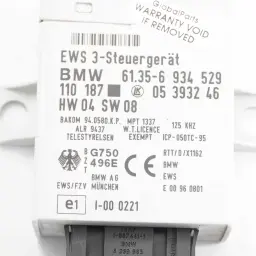 GlobalParts
WARRANTY VOID
IF REMOVED
EWS 3-Steuergerät
BMW 61.35-6 934 529
110 187 05 3932 46
HW 04 SW 08
BAKOM 94.0580.K.P. MPT 1337 125 KHZ
ALR 9437 W.T.LICENCE
TELESTYRELSEN EXEMPT ICP-050TC-95
G750
496E
RTT/D/X1162
BMW
EWS
EWS/FZV BMW AG
MÜNCHEN
E 00 96 0801
e1 1-00 0221